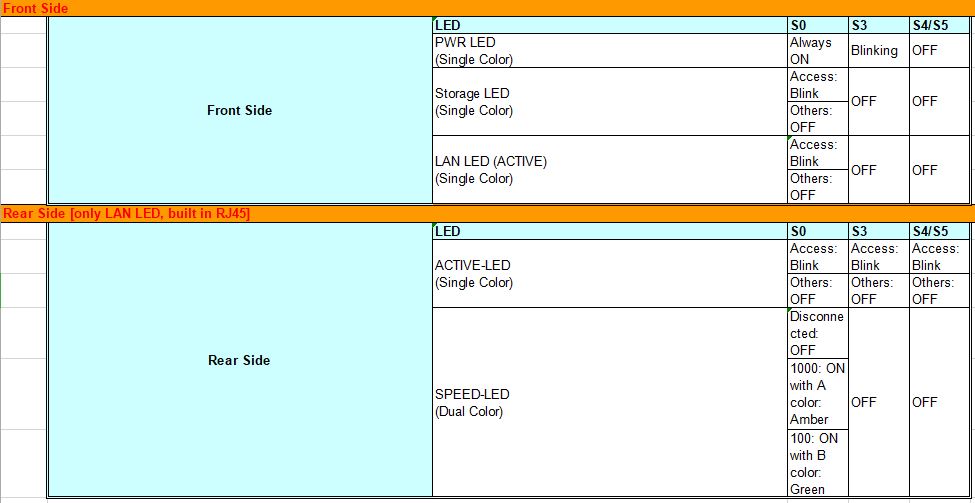 Front Side
LED S0 S3 S4/S5
Front Side
PWR LED
(Single Color)
Always
ON
Blinking
OFF
Storage LED
(Single Color)
Access:
Blink
Others:
OFF
OFF
OFF
LAN LED (ACTIVE)
(Single Color)
Access:
Blink
Others:
OFF
OFF
OFF
Rear Side [only LAN LED, built in RJ45]
LED S0 S3 S4/S5
Rear Side
ACTIVE-LED
(Single Color)
Access:
Blink
Others:
OFF
Access:
Blink
Others:
OFF
Access:
Blink
Others:
OFF
SPEED-LED
(Dual Color)
Disconne
cted:
OFF
1000: ON
with A
color:
Amber
100: ON
with B
color:
Green
OFF
OFF